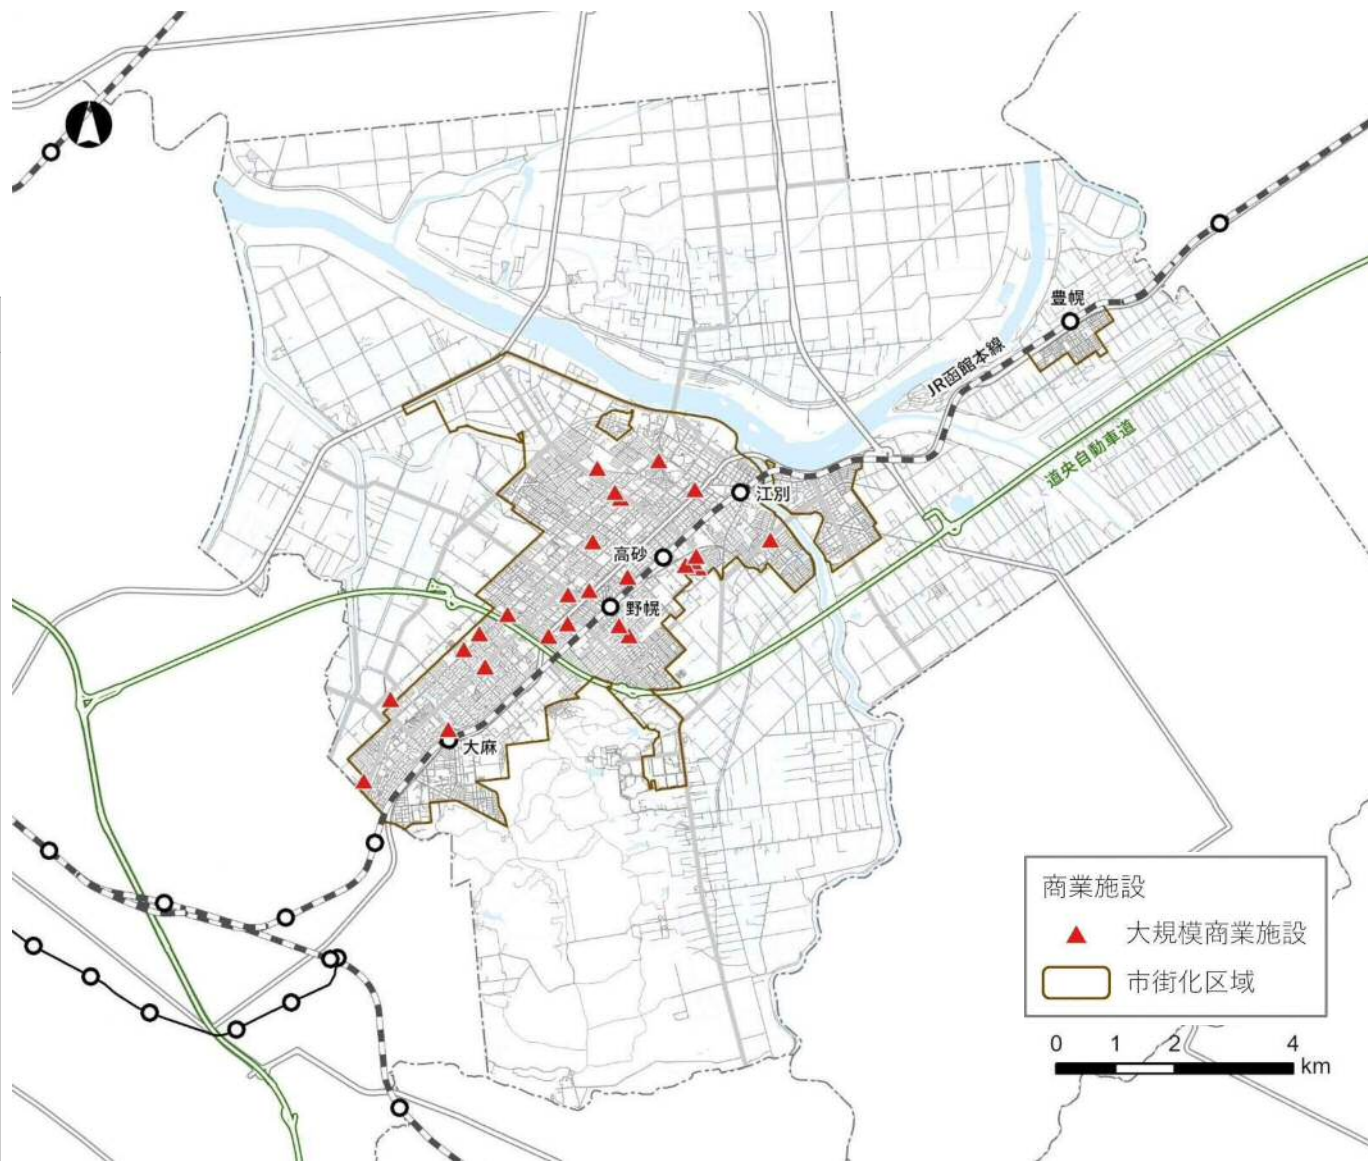 豊幌
JR函館本線
道央自動車道
江別
高砂
野幌
大麻
商業施設
大規模商業施設
市街化区域
0 1 2 4
km